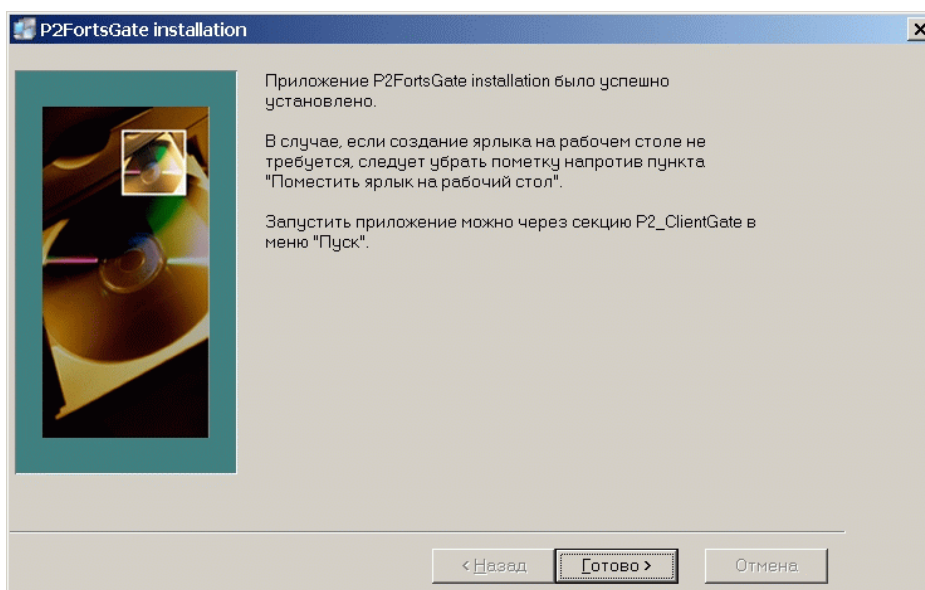 P2FortsGate installation
Приложение P2FortsGate installation было успешно
установлено.
В случае, если создание ярлыка на рабочем столе не
требуется, следует убрать пометку напротив пункта
"Поместить ярлык на рабочий стол".
Запустить приложение можно через секцию P2_ClientGate в
меню "Пуск".
< Назад
Готово >
Отмена